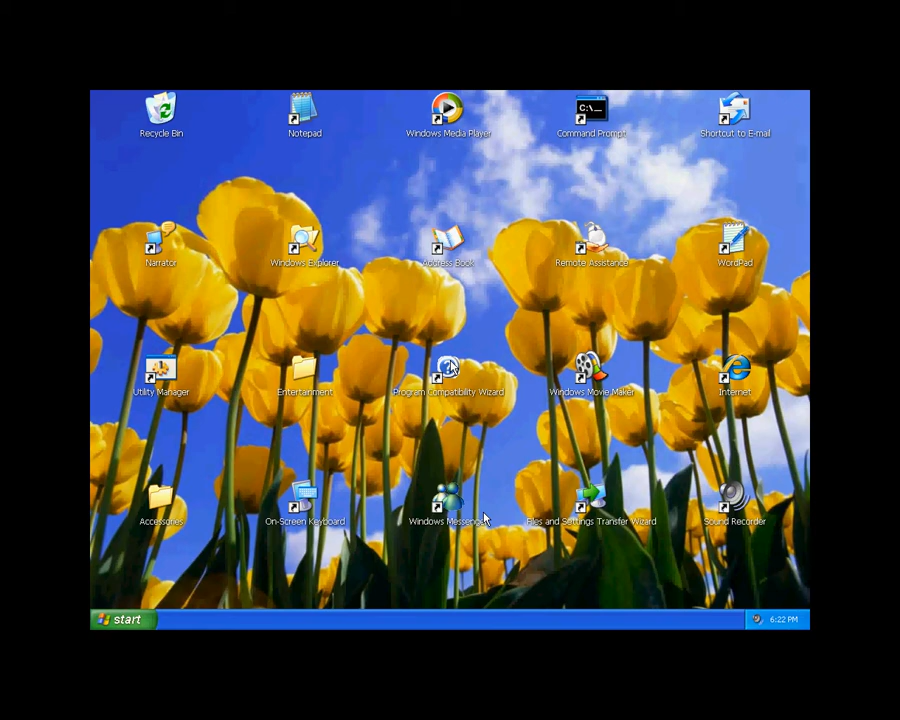 Recycle Bin
Notepad
Windows Media Player
C:\_
Command Prompt
Shortcut to E-mail
Narrator
Windows Explorer
Address Book
Remote Assistance
WordPad
Utility Manager
Entertainment
Program Compatibility Wizard
Windows Movie Maker
Internet
Accessories
On-Screen Keyboard
Windows Messenger
Files and Settings Transfer Wizard
Sound Recorder
start
6:22 PM